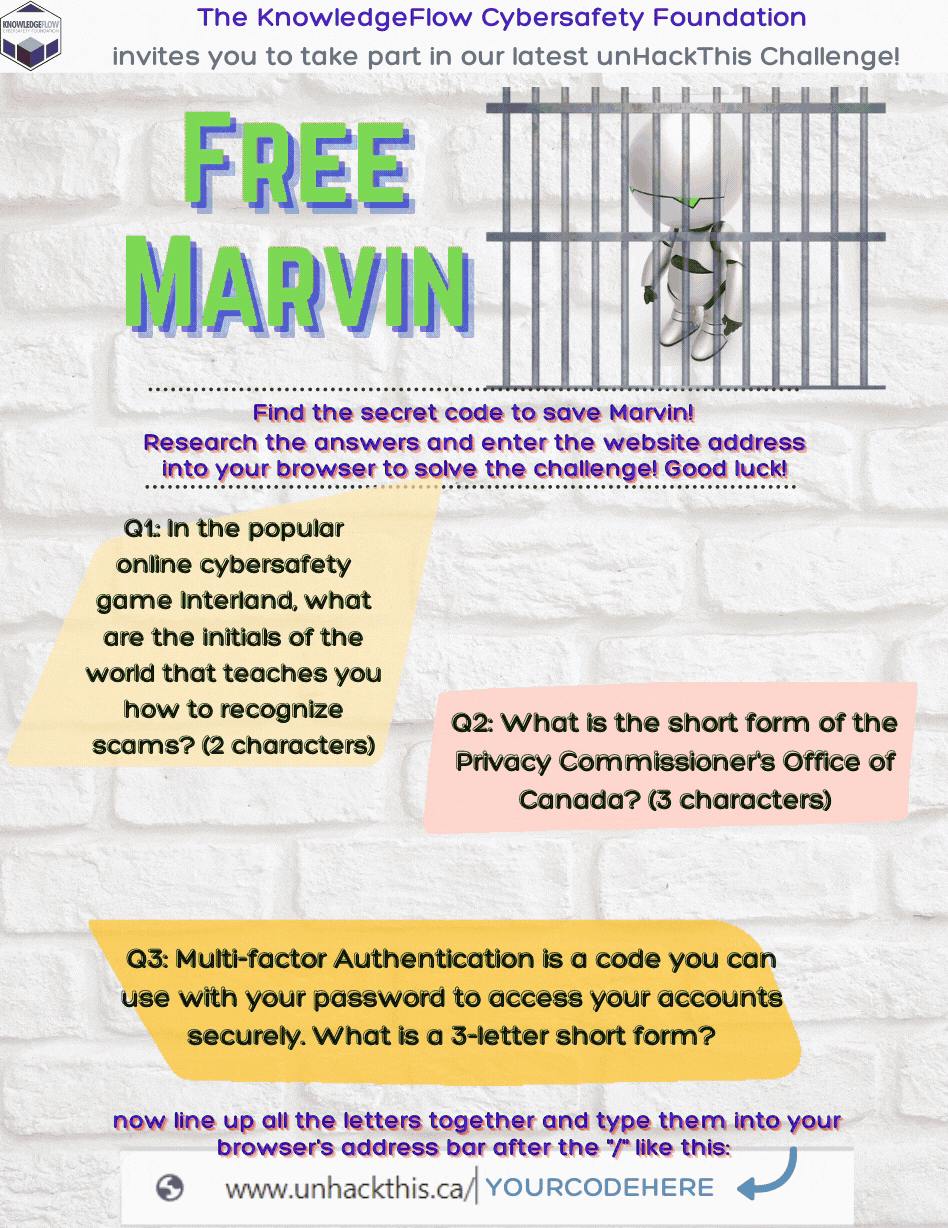 KNOWLEDGEFLOW
CYBERSAFETY FOUNDATION
The KnowledgeFlow Cybersafety Foundation
invites you to take part in our latest unHackThis Challenge!
FREE
MARVIN
Find the secret code to save Marvin!
Research the answers and enter the website address
into your browser to solve the challenge! Good luck!
Q1: In the popular
online cybersafety
game Interland, what
are the initials of the
world that teaches you
how to recognize
scams? (2 characters)
Q2: What is the short form of the
Privacy Commissioner's Office of
Canada? (3 characters)
Q3: Multi-factor Authentication is a code you can
use with your password to access your accounts
securely. What is a 3-letter short form?
now line up all the letters together and type them into your
browser's address bar after the "/" like this:
www.unhackthis.ca/ YOURCODEHERE